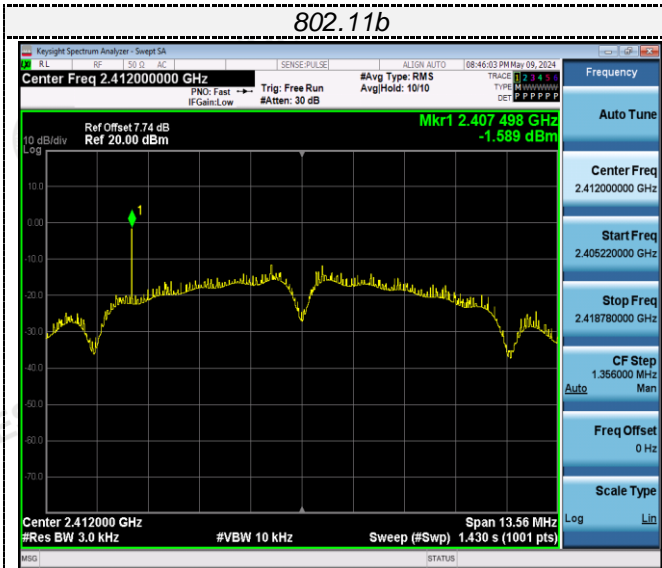 802.11b
Keysight Spectrum Analyzer - Swept SA
RL RF 50 Ω AC SENSE:PULSE ALIGN AUTO 08:46:03 PM May 09, 2024
Center Freq 2.412000000 GHz
PNO: Fast
IFGain:Low
Trig: Free Run
#Atten: 30 dB
#Avg Type: RMS
Avg|Hold: 10/10
TRACE 1 2 3 4 5 6
TYPE M WWWWW
DET P P P P P P
Ref Offset 7.74 dB
Ref 20.00 dBm
10 dB/div
Log
Mkr1 2.407 498 GHz
-1.589 dBm
10.0
0.00
-10.0
-20.0
-30.0
-40.0
-50.0
-60.0
-70.0
1
Center 2.412000 GHz
Span 13.56 MHz
#Res BW 3.0 kHz
#VBW 10 kHz
Sweep (#Swp) 1.430 s (1001 pts)
MSG
STATUS
Frequency
Auto Tune
Center Freq
2.412000000 GHz
Start Freq
2.405220000 GHz
Stop Freq
2.418780000 GHz
CF Step
1.356000 MHz
Auto Man
Freq Offset
0 Hz
Scale Type
Log Lin